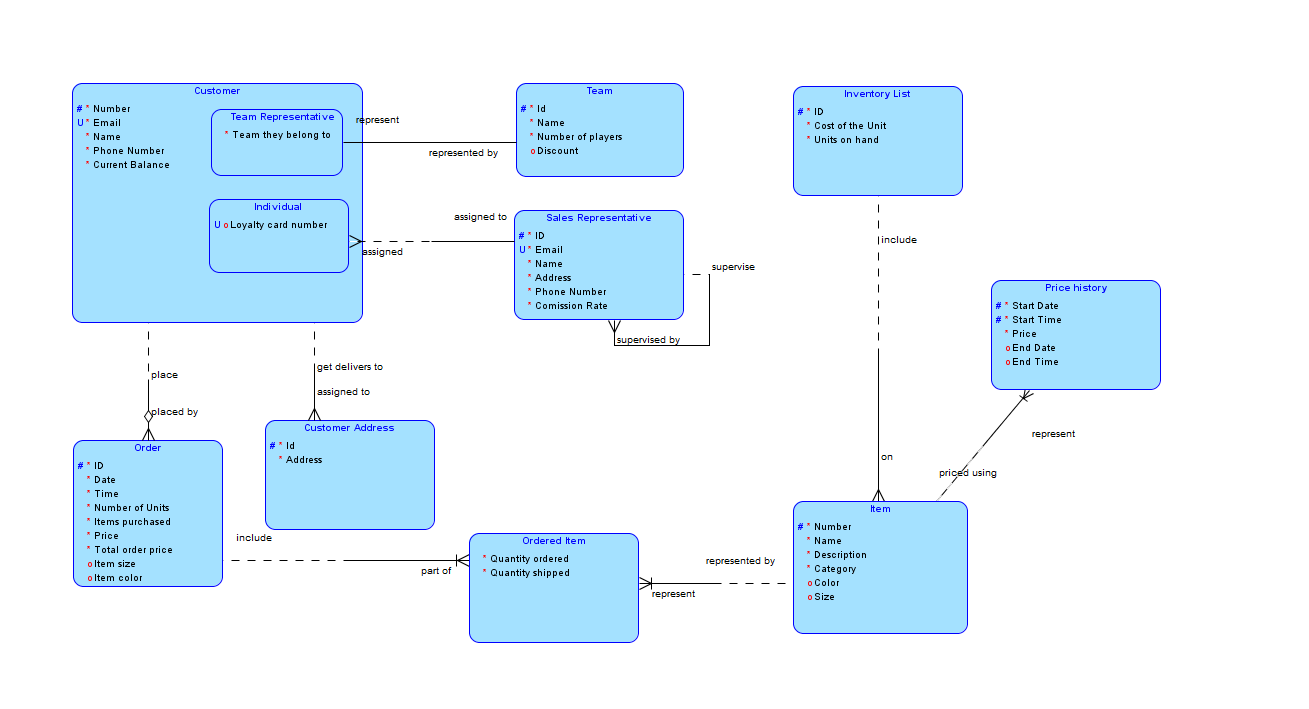 Customer
# * Number
U * Email
* Name
* Phone Number
* Current Balance
Team Representative
* Team they belong to
Individual
U o Loyalty card number
represent
represented by
Team
# * Id
* Name
* Number of players
o Discount
assigned to
assigned
Sales Representative
# * ID
U * Email
* Name
* Address
* Phone Number
* Comission Rate
supervise
supervised by
Inventory List
# * ID
* Cost of the Unit
* Units on hand
include
on
Price history
# * Start Date
# * Start Time
* Price
o End Date
o End Time
represent
priced using
place
placed by
get delivers to
assigned to
Order
# * ID
* Date
* Time
* Number of Units
* Items purchased
* Price
* Total order price
o Item size
o Item color
Customer Address
# * Id
* Address
include
part of
Ordered Item
* Quantity ordered
* Quantity shipped
represented by
represent
Item
# * Number
* Name
* Description
* Category
o Color
o Size